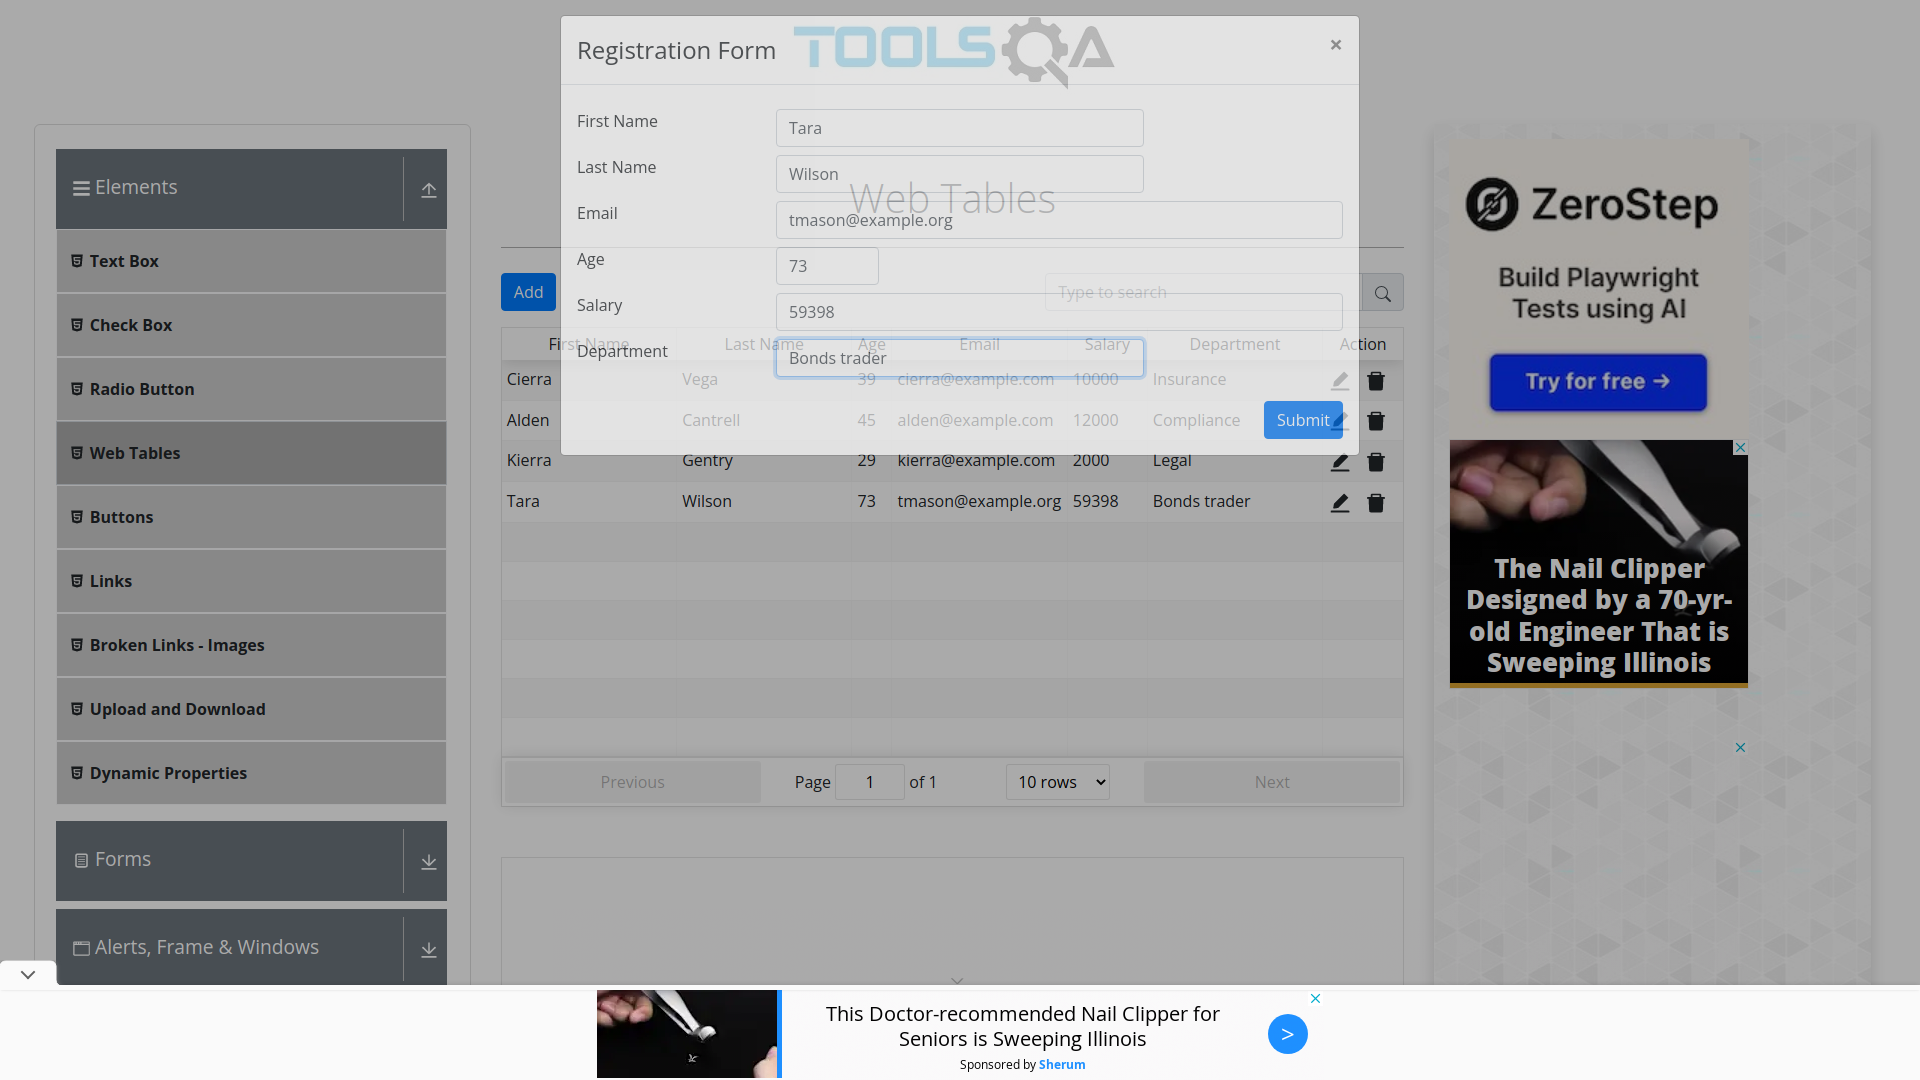 Registration Form
TOOLSQA
×
First Name
Tara
Last Name
Wilson
Web Tables
Email
tmason@example.org
Age
73
Salary
59398
Department
Bonds trader
Submit
Elements
Text Box
Check Box
Radio Button
Web Tables
Buttons
Links
Broken Links - Images
Upload and Download
Dynamic Properties
Forms
Alerts, Frame & Windows
Add
Type to search
First Name Last Name Age Email Salary Department Action
Cierra Vega 39 cierra@example.com 10000 Insurance
Alden Cantrell 45 alden@example.com 12000 Compliance
Kierra Gentry 29 kierra@example.com 2000 Legal
Tara Wilson 73 tmason@example.org 59398 Bonds trader
Previous Page 1 of 1 10 rows Next
ZeroStep
Build Playwright
Tests using AI
Try for free →
The Nail Clipper
Designed by a 70-yr-
old Engineer That is
Sweeping Illinois
This Doctor-recommended Nail Clipper for
Seniors is Sweeping Illinois
Sponsored by Sherum
>